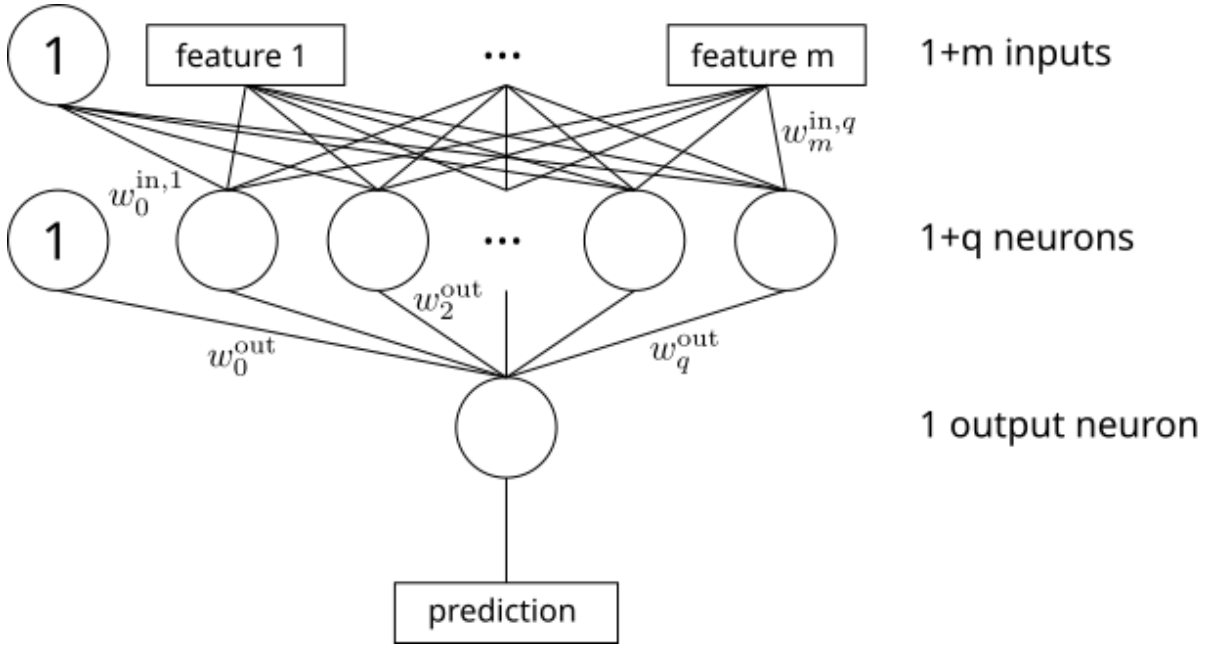 1 feature 1 ... feature m 1+m inputs
w_m^{in,q}
w_0^{in,1}
1 ... 1+q neurons
w_2^{out}
w_0^{out} w_q^{out}
1 output neuron
prediction